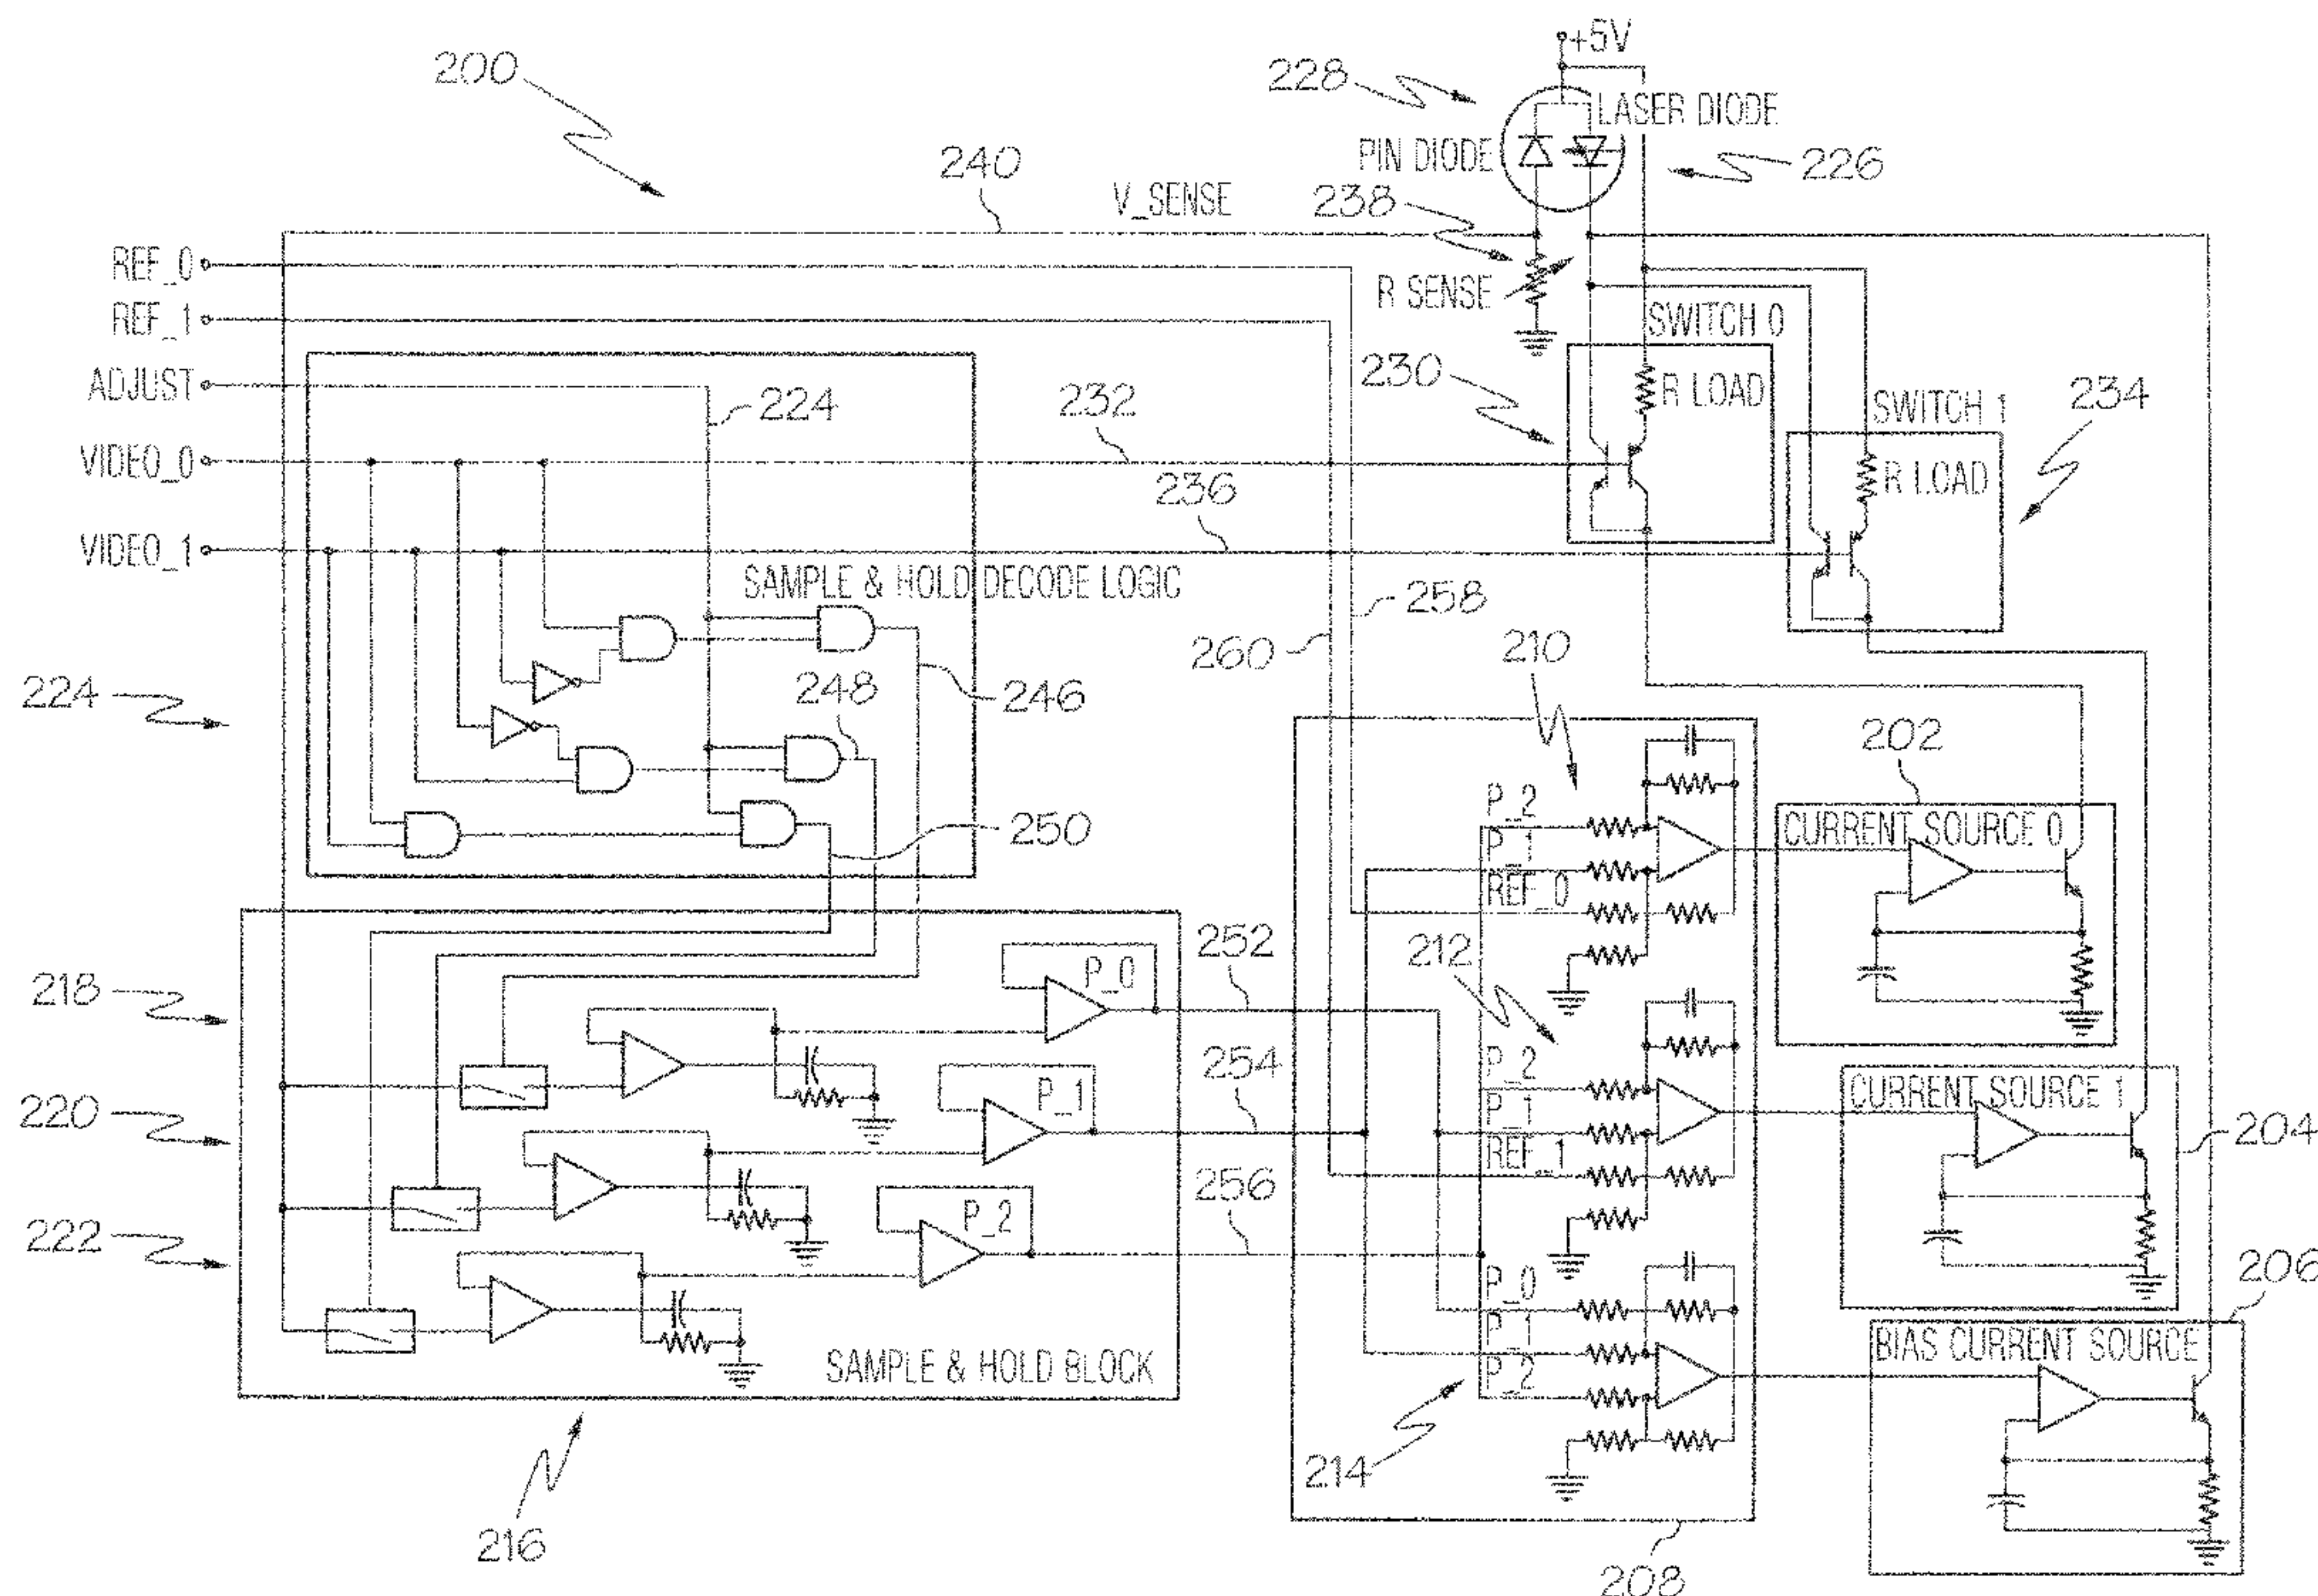 200
+5V
228
LASER DIODE
PIN DIODE
226
240
V_SENSE
238
REF_0
R SENSE
REF_1
SWITCH 0
ADJUST
224
232
230
R LOAD
SWITCH 1
234
VIDEO_0
236
R LOAD
VIDEO_1
SAMPLE & HOLD DECODE LOGIC
258
260
210
224
248
246
202
P_2
P_1
REF_0
CURRENT SOURCE 0
250
252
212
218
P_0
254
P_2
P_1
REF_1
CURRENT SOURCE 1
204
220
P_1
256
222
P_2
206
P_0
P_1
P_2
BIAS CURRENT SOURCE
SAMPLE & HOLD BLOCK
214
216
208